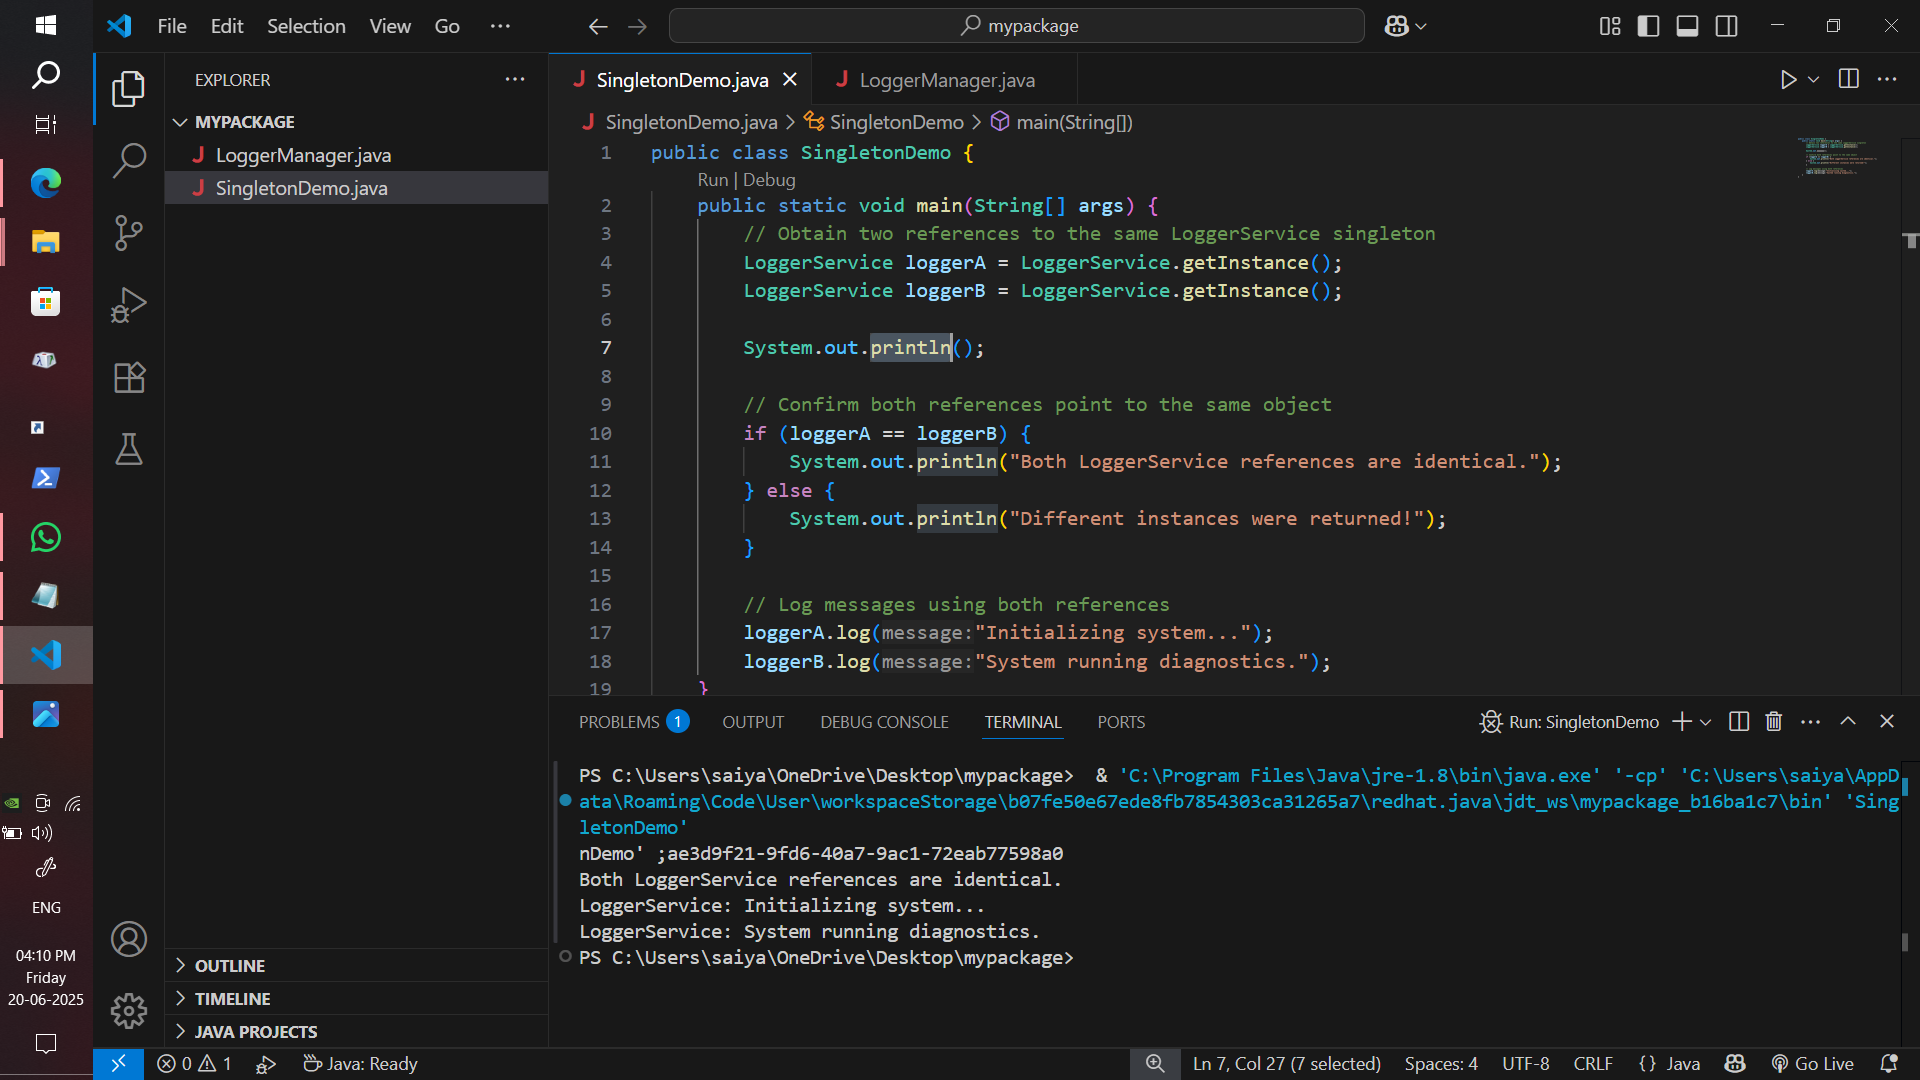 File Edit Selection View Go ···
mypackage
EXPLORER ···
MYPACKAGE
LoggerManager.java
SingletonDemo.java
OUTLINE
TIMELINE
JAVA PROJECTS
SingletonDemo.java LoggerManager.java
SingletonDemo.java > SingletonDemo > main(String[])
1 public class SingletonDemo {
Run | Debug
2 public static void main(String[] args) {
3 // Obtain two references to the same LoggerService singleton
4 LoggerService loggerA = LoggerService.getInstance();
5 LoggerService loggerB = LoggerService.getInstance();
6
7 System.out.println();
8
9 // Confirm both references point to the same object
10 if (loggerA == loggerB) {
11 System.out.println("Both LoggerService references are identical.");
12 } else {
13 System.out.println("Different instances were returned!");
14 }
15
16 // Log messages using both references
17 loggerA.log(message:"Initializing system...");
18 loggerB.log(message:"System running diagnostics.");
19 }
PROBLEMS 1 OUTPUT DEBUG CONSOLE TERMINAL PORTS Run: SingletonDemo
PS C:\Users\saiya\OneDrive\Desktop\mypackage>  & 'C:\Program Files\Java\jre-1.8\bin\java.exe' '-cp' 'C:\Users\saiya\AppD
ata\Roaming\Code\User\workspaceStorage\b07fe50e67ede8fb7854303ca31265a7\redhat.java\jdt_ws\mypackage_b16ba1c7\bin' 'Sing
letonDemo'
nDemo' ;ae3d9f21-9fd6-40a7-9ac1-72eab77598a0
Both LoggerService references are identical.
LoggerService: Initializing system...
LoggerService: System running diagnostics.
PS C:\Users\saiya\OneDrive\Desktop\mypackage>
ENG
04:10 PM
Friday
20-06-2025
0 1 Java: Ready Ln 7, Col 27 (7 selected) Spaces: 4 UTF-8 CRLF {} Java Go Live